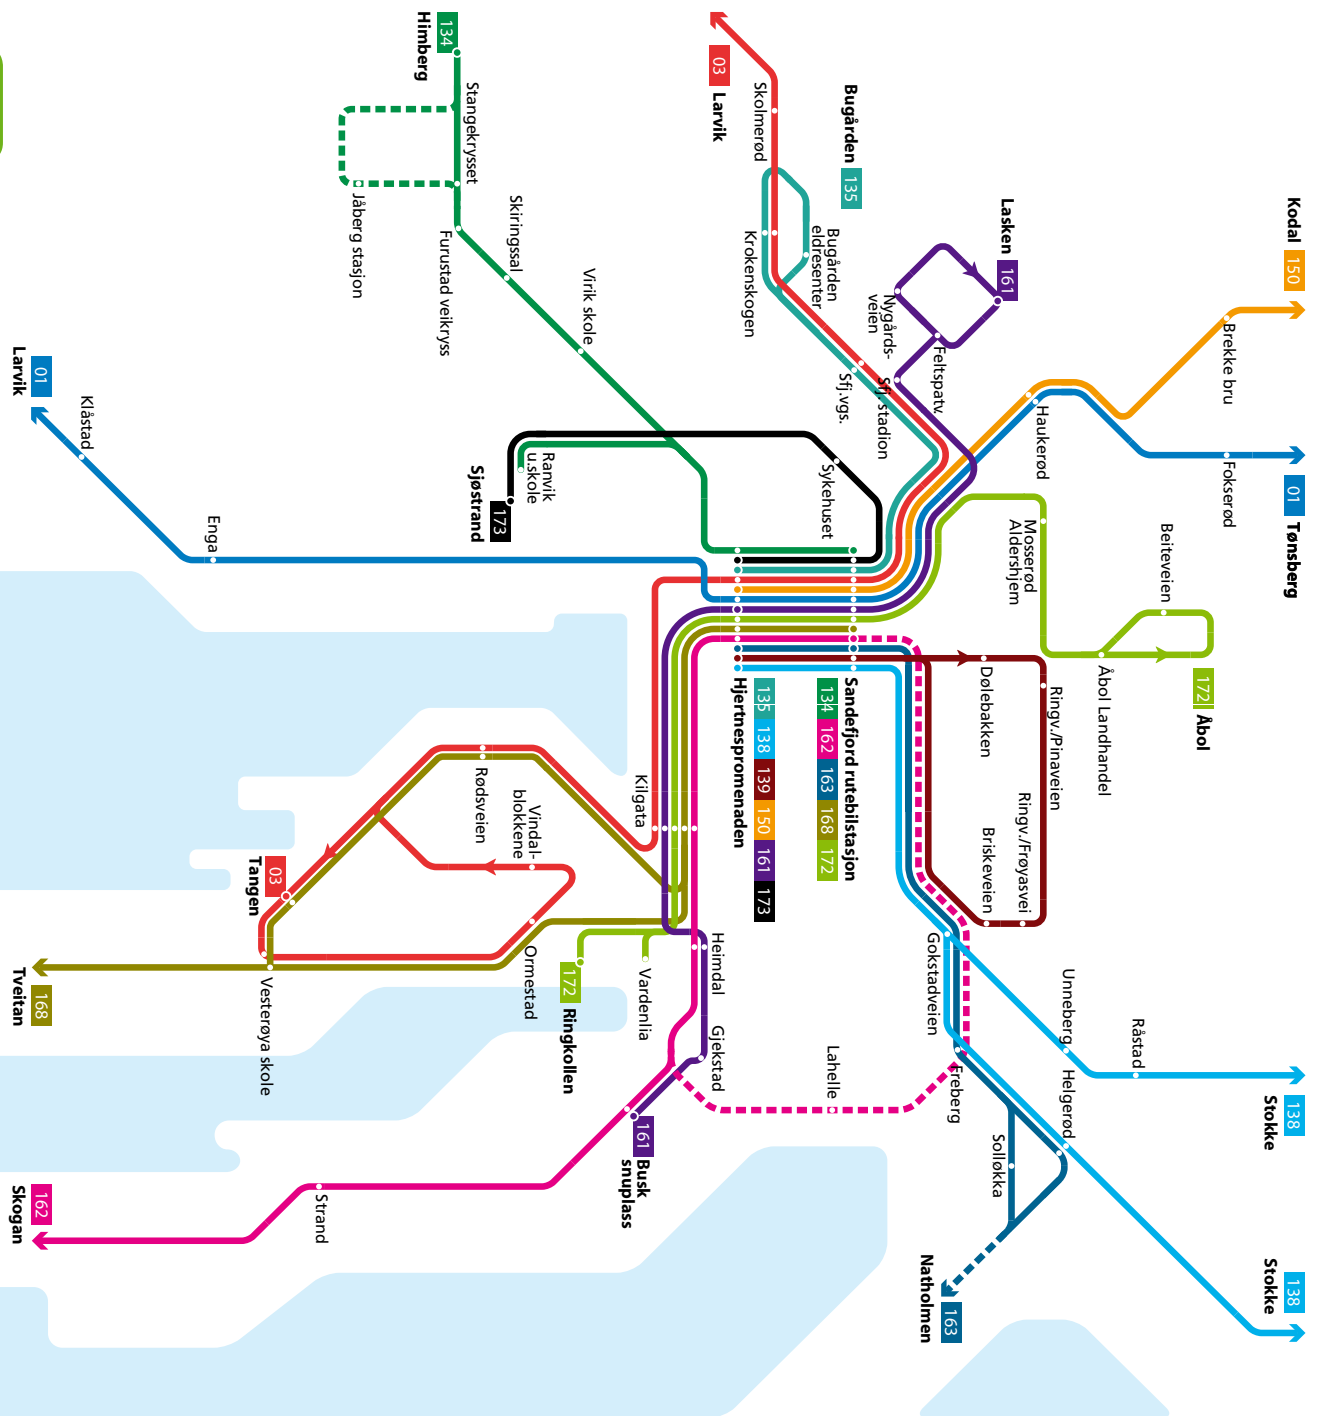 Kodal
150
Brekke bru
01
Tønsberg
Fokserød
Haukerød
Beiteveien
Mosserød
Aldershjem
172
Åbol
Åbol Landhandel
Ringv./Pinaveien
Dølebakken
Ringv./Frøyasvei
Briskeveien
Gokstadveien
Unneberg
Råstad
138
Stokke
138
Stokke
Freberg
Helgerød
Solløkka
163
Natholmen
Lahelle
Lasken
161
Feltspatv.
Nygårds-
veien
Sfj. stadion
Sfj.vgs.
Bugården
135
Bugården
eldresenter
Krokenskogen
Skolmerød
03
Larvik
Sykehuset
Sandefjord rutebilstasjon
134
162
163
168
172
Hjertnespromenaden
135
138
139
150
161
173
134
Himberg
Stangekrysset
Jåberg stasjon
Furustad veikryss
Skiringssal
Virik skole
Ranvik
u.skole
173
Sjøstrand
01
Larvik
Klåstad
Enga
Kilgata
Heimdal
Gjekstad
161
Busk
snuplass
Vardenlia
172
Ringkollen
Vindal-
blokkene
Rødsveien
Ormestad
03
Tangen
Vesterøya skole
168
Tveitan
Strand
162
Skogan